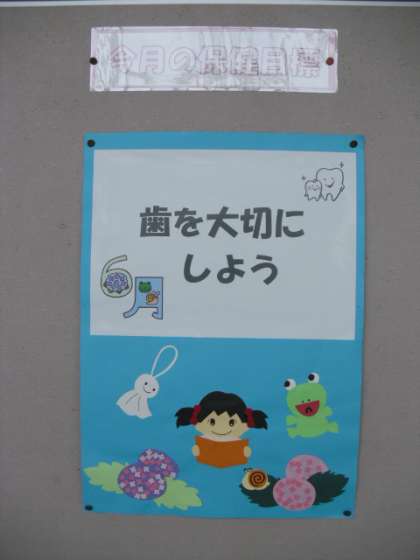 今月の保健目標
歯を大切に
しよう
6月